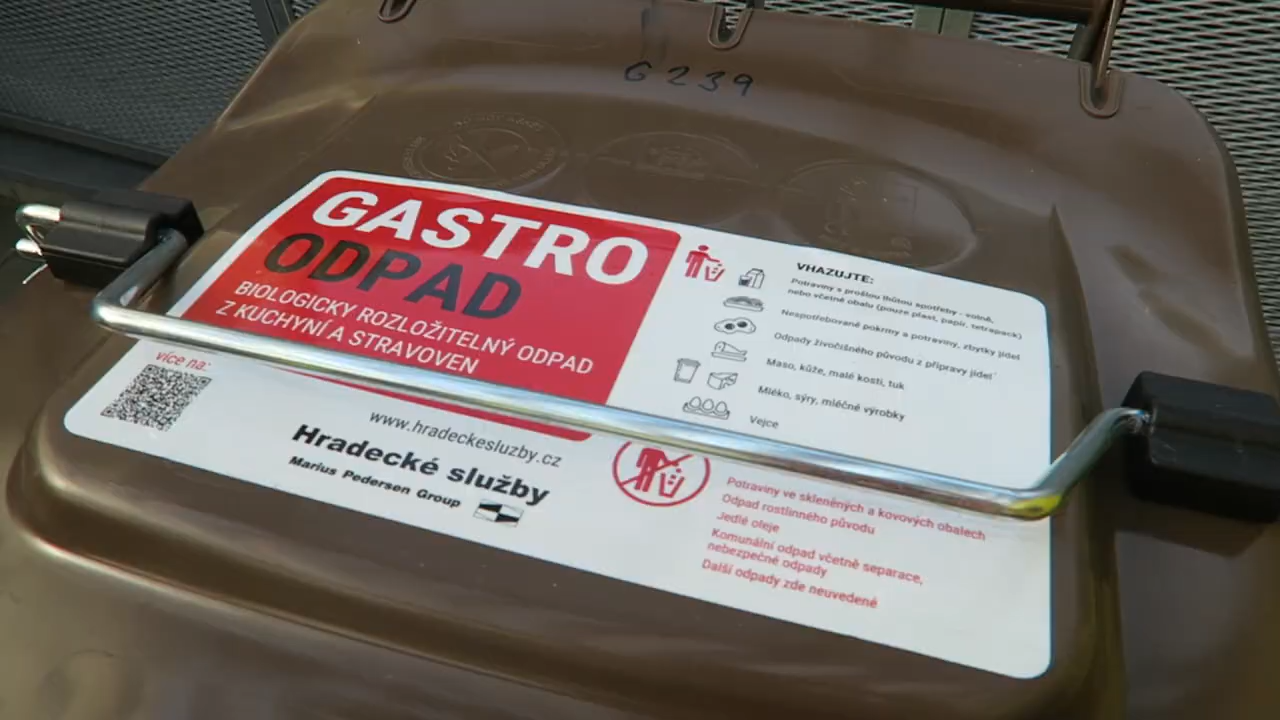 6239
GASTRO
ODPAD
BIOLOGICKY ROZLOŽITELNÝ ODPAD
Z KUCHYNÍ A STRAVOVEN
více na:
www.hradeckesluzby.cz
Hradecké služby
Marius Pedersen Group
VHAZUJTE:
Potraviny s prošlou lhůtou spotřeby - volně,
nebo včetně obalu (pouze plast, papír, tetrapack)
Nespotřebované pokrmy a potraviny, zbytky jídel
Odpady živočišného původu z přípravy jídel
Maso, kůže, malé kosti, tuk
Mléko, sýry, mléčné výrobky
Vejce
Potraviny ve skleněných a kovových obalech
Odpad rostlinného původu
Jedlé oleje
Komunální odpad včetně separace,
nebezpečné odpady
Další odpady zde neuvedené